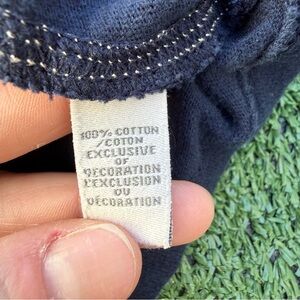 100% COTTON
/COTON
EXCLUSIVE
OF
DECORATION
L'EXCLUSION
DU
DECORATION